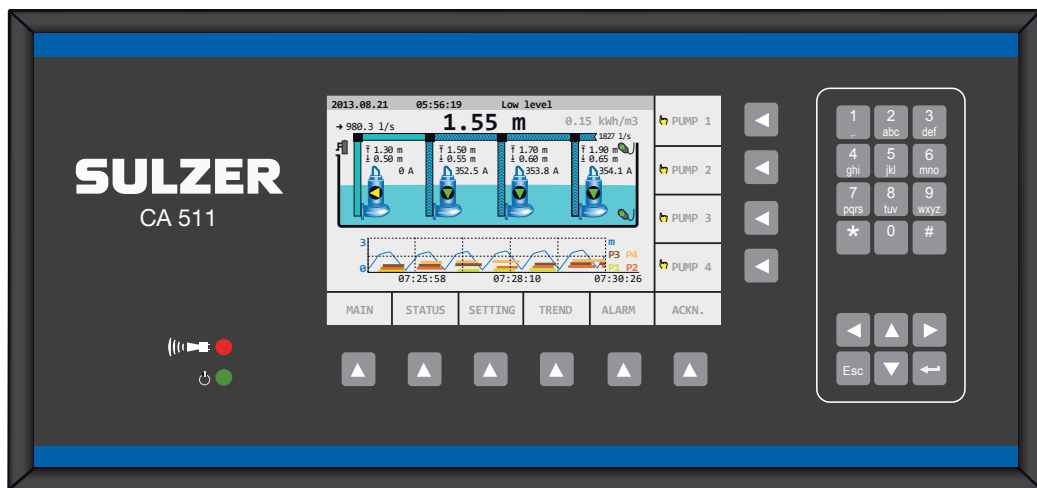 SULZER
CA 511
2013.08.21 05:56:19 Low level
980.3 l/s 1.55 m 0.15 kWh/m3
1827 l/s
1.30 m 1.50 m 1.70 m 1.90 m
0.50 m 0.55 m 0.60 m 0.65 m
0 A 352.5 A 353.8 A 354.1 A
3 m
P3 P4
0 P1 P2
07:25:58 07:28:10 07:30:26
MAIN STATUS SETTING TREND ALARM ACKN.
PUMP 1
PUMP 2
PUMP 3
PUMP 4
1 2 3
.. abc def
4 5 6
ghi jkl mno
7 8 9
pqrs tuv wxyz
* 0 #
Esc